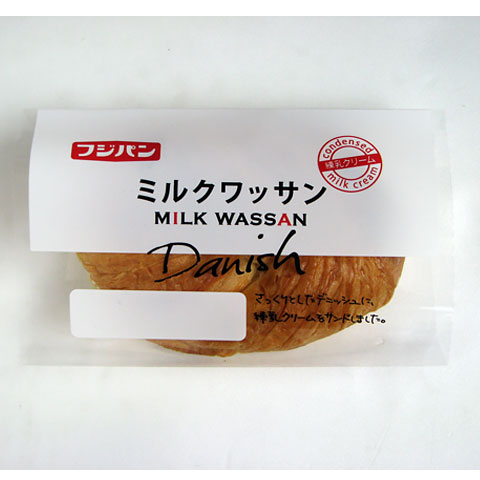 フジパン
condensed
練乳クリーム
milk cream
ミルクワッサン
MILK WASSAN
Danish
さっくりとしたデニッシュに、
練乳クリームをサンドしました。